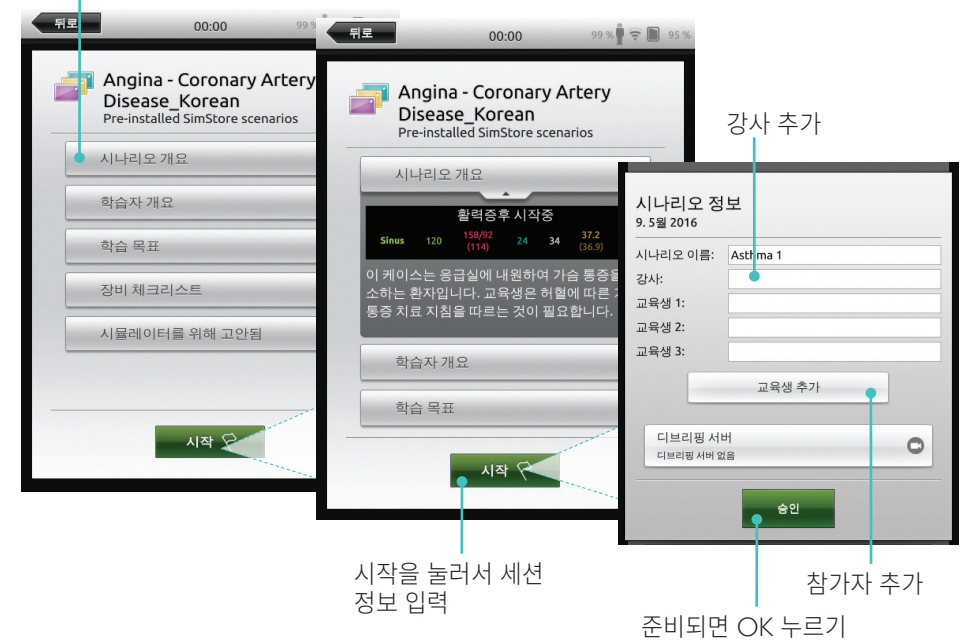 뒤로
00:00
99 %
Angina - Coronary Artery
Disease_Korean
Pre-installed SimStore scenarios
시나리오 개요
학습자 개요
학습 목표
장비 체크리스트
시뮬레이터를 위해 고안됨
시작
뒤로
00:00
99 %
95 %
Angina - Coronary Artery
Disease_Korean
Pre-installed SimStore scenarios
시나리오 개요
활력증후 시작중
Sinus 120 158/92 (114) 24 34 37.2 (36.9)
이 케이스는 응급실에 내원하여 가슴 통증을
소하는 환자입니다. 교육생은 허혈에 따른
통증 치료 지침을 따르는 것이 필요합니다.
학습자 개요
학습 목표
시작
시작을 눌러서 세션
정보 입력
강사 추가
시나리오 정보
9. 5월 2016
시나리오 이름: Asthma 1
강사:
교육생 1:
교육생 2:
교육생 3:
교육생 추가
디브리핑 서버
디브리핑 서버 없음
승인
참가자 추가
준비되면 OK 누르기